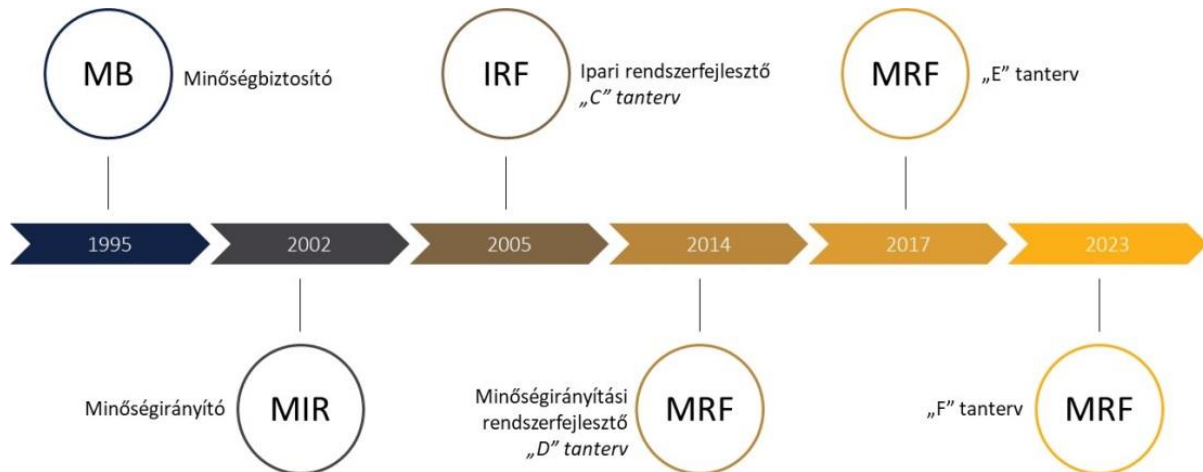 MB
Minőségbiztosító
IRF
Ipari rendszerfejlesztő
„C” tanterv
MRF
„E” tanterv
1995
2002
2005
2014
2017
2023
Minőségirányító
MIR
Minőségirányítási
rendszerfejlesztő
„D” tanterv
MRF
„F” tanterv
MRF